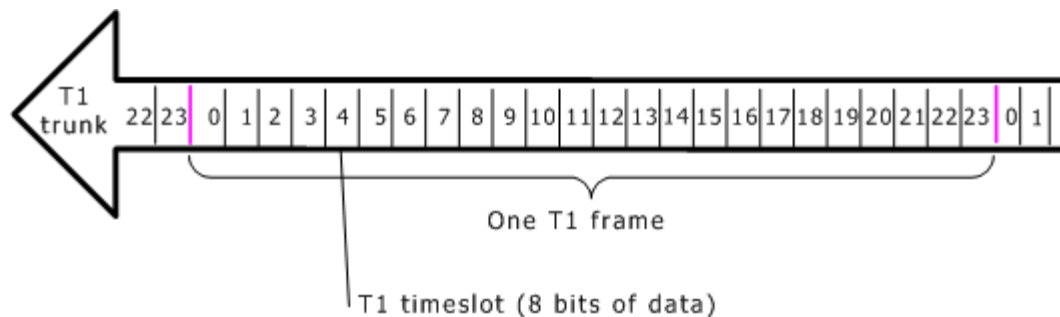 T1
trunk
22 23 0 1 2 3 4 5 6 7 8 9 10 11 12 13 14 15 16 17 18 19 20 21 22 23 0 1
One T1 frame
T1 timeslot (8 bits of data)